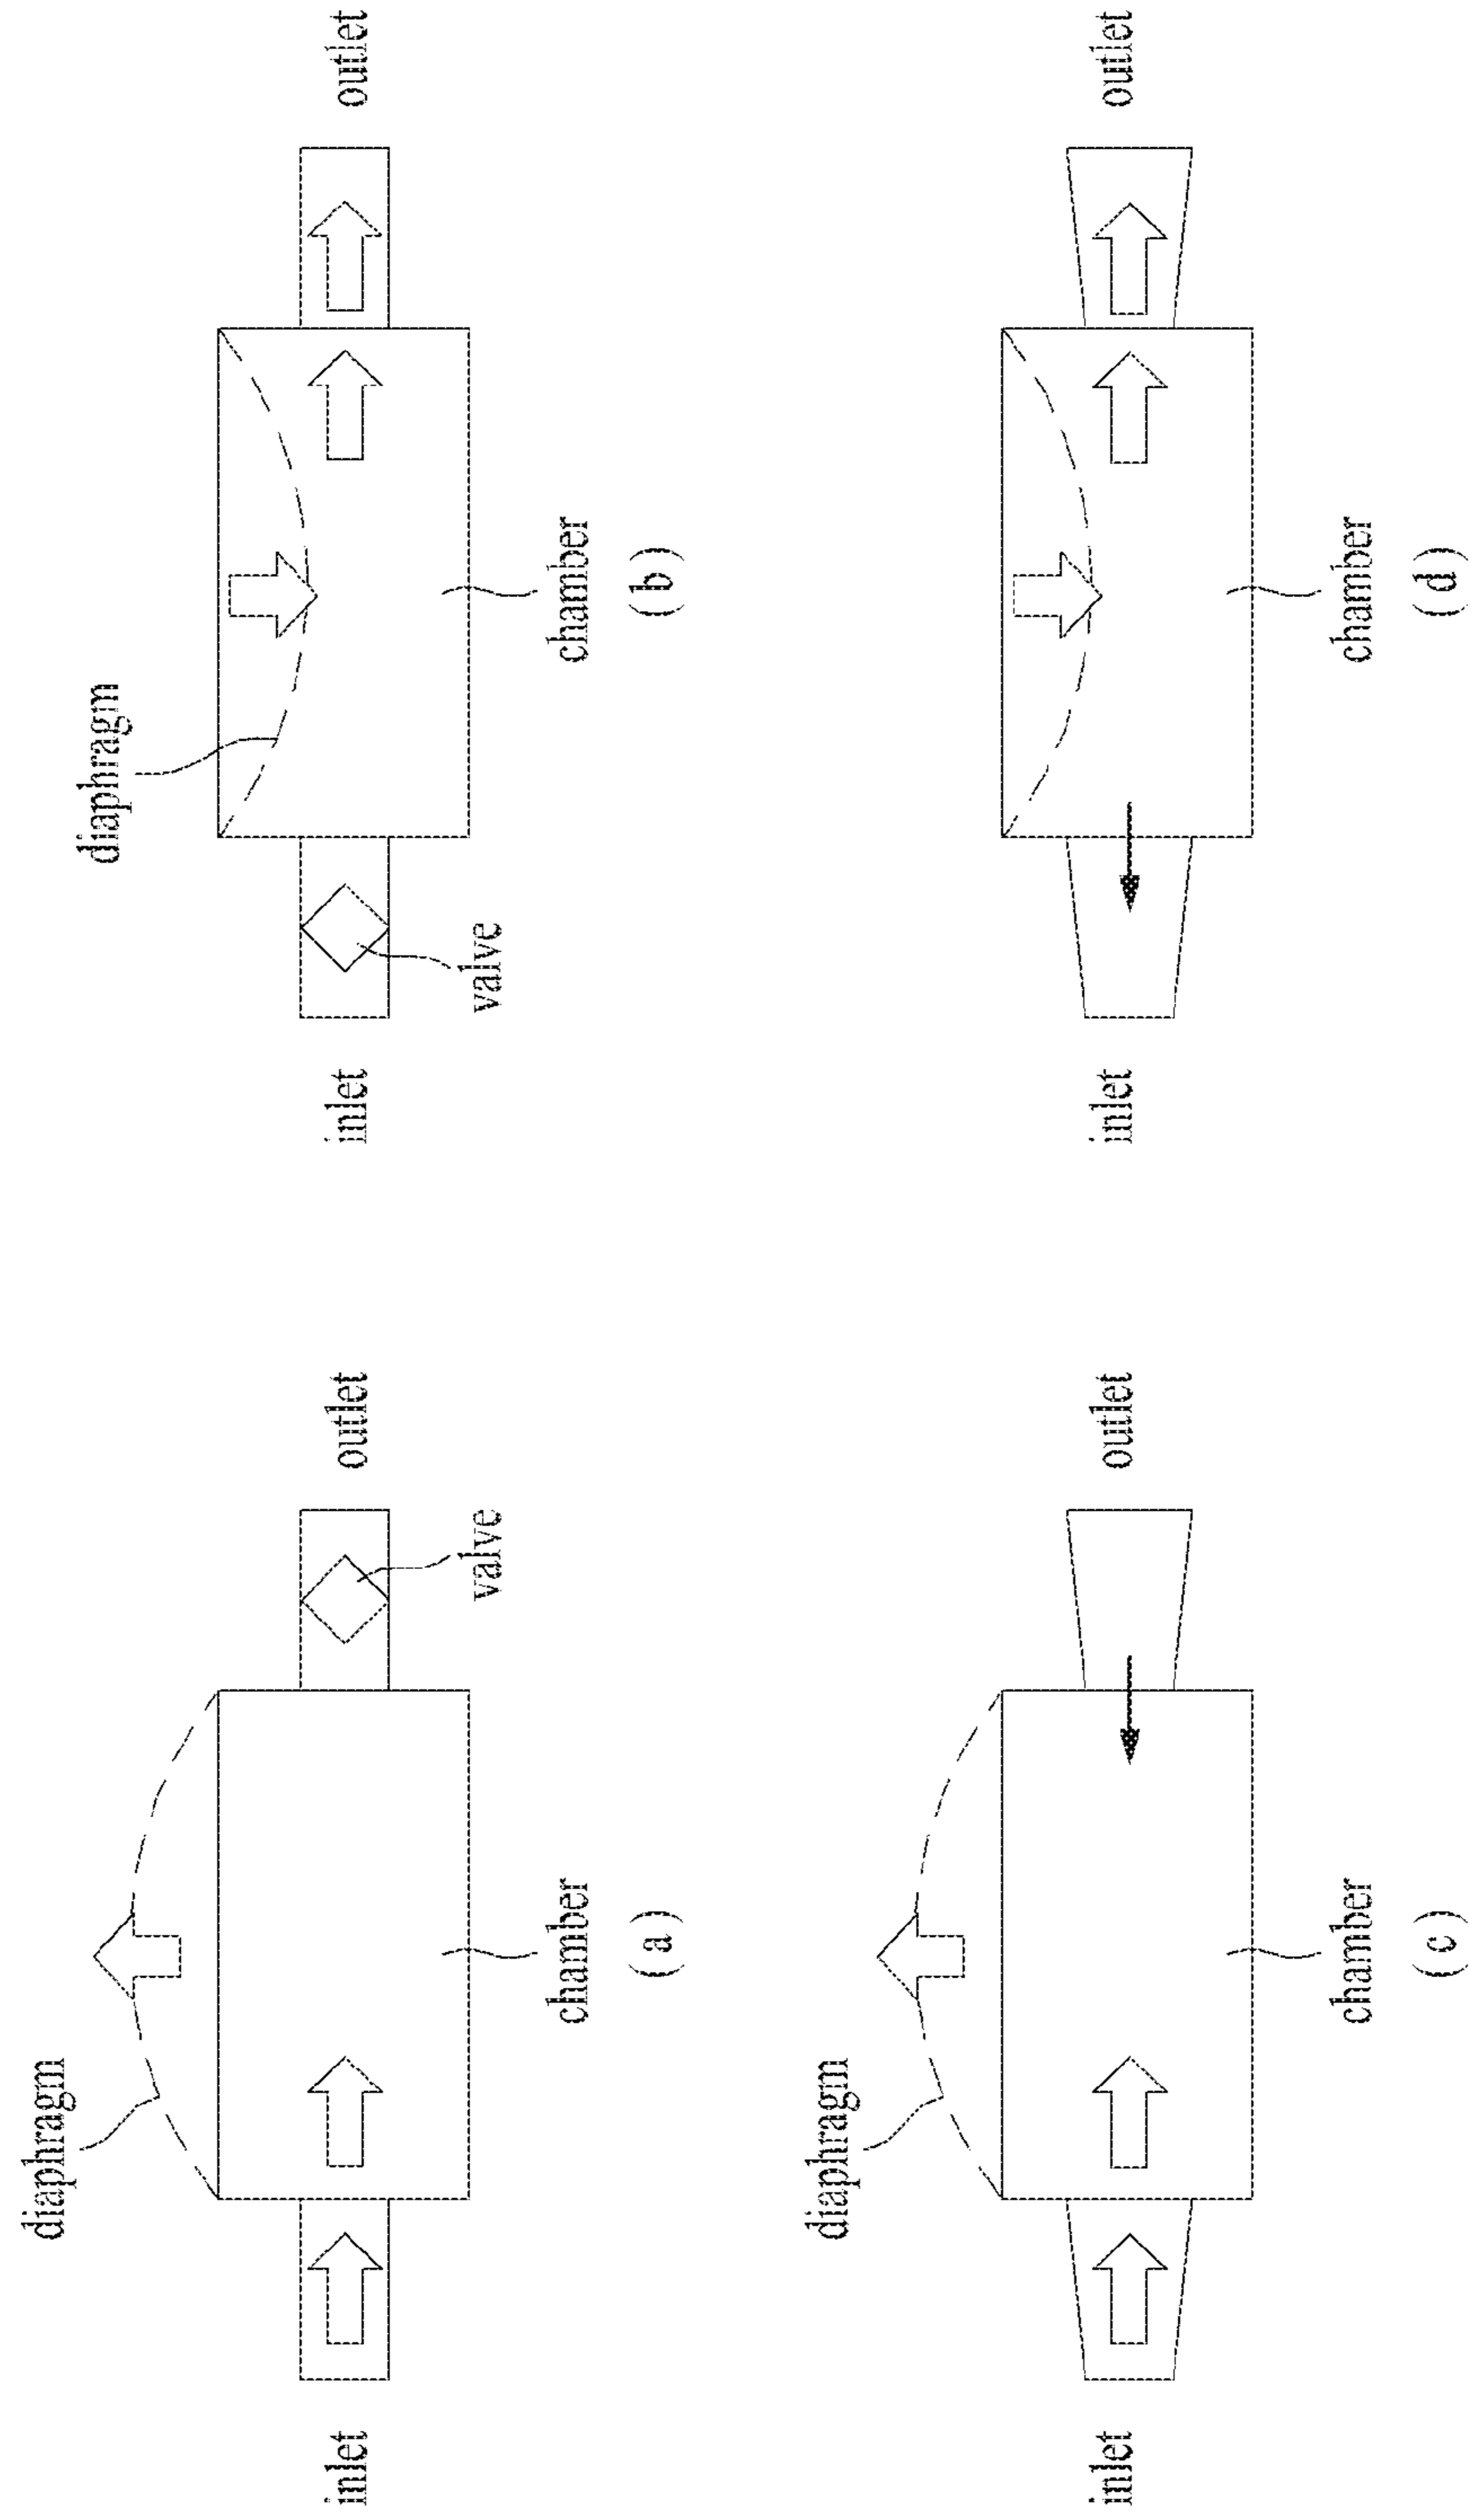 diaphragm
inlet
outlet
valve
chamber
(a)
diaphragm
inlet
outlet
valve
chamber
(b)
diaphragm
inlet
outlet
chamber
(c)
inlet
outlet
chamber
(d)